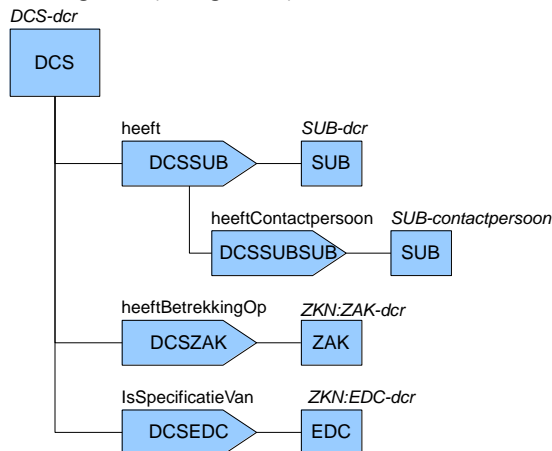 DCS-dcr
DCS
heeft SUB-dcr
DCSSUB SUB
heeftContactpersoon SUB-contactpersoon
DCSSUBSUB SUB
heeftBetrekkingOp ZKN:ZAK-dcr
DCSZAK ZAK
IsSpecificatieVan ZKN:EDC-dcr
DCSEDC EDC